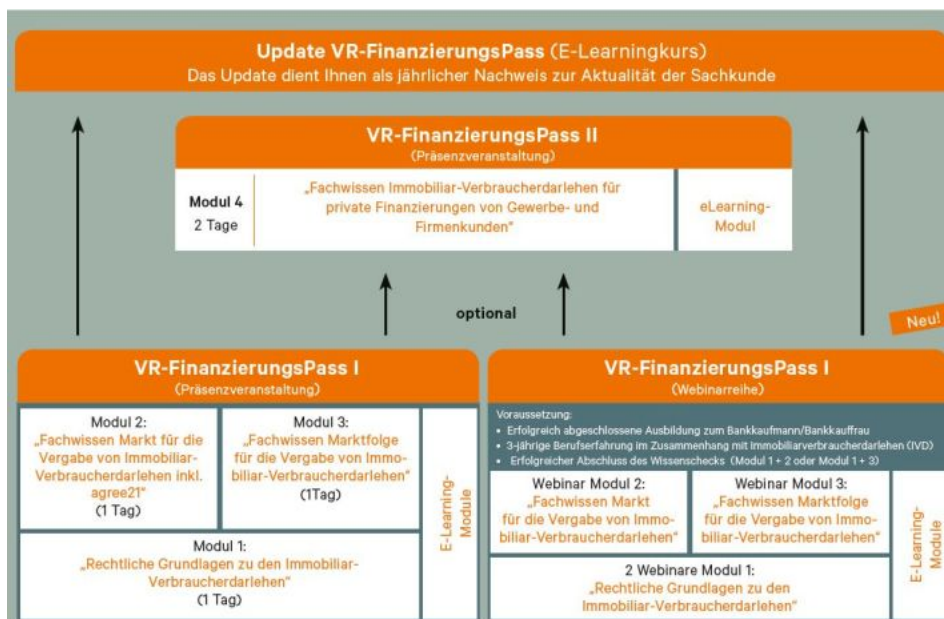 Update VR-FinanzierungsPass (E-Learningkurs)
Das Update dient Ihnen als jährlicher Nachweis zur Aktualität der Sachkunde
VR-FinanzierungsPass II
(Präsenzveranstaltung)
Modul 4
2 Tage
„Fachwissen Immobiliar-Verbraucherdarlehen für
private Finanzierungen von Gewerbe- und
Firmenkunden“
eLearning-
Modul
optional
Neu!
VR-FinanzierungsPass I
(Präsenzveranstaltung)
Modul 2:
„Fachwissen Markt für die
Vergabe von Immobiliar-
Verbraucherdarlehen inkl.
agree21“
(1 Tag)
Modul 3:
„Fachwissen Marktfolge
für die Vergabe von Immo-
biliar-Verbraucherdarlehen“
(1Tag)
Modul 1:
„Rechtliche Grundlagen zu den Immobiliar-
Verbraucherdarlehen“
(1 Tag)
E-Learning-
Module
VR-FinanzierungsPass I
(Webinarreihe)
Voraussetzung:
• Erfolgreich abgeschlossene Ausbildung zum Bankkaufmann/Bankkauffrau
• 3-jährige Berufserfahrung im Zusammenhang mit Immobiliarverbraucherdarlehen (IVD)
• Erfolgreicher Abschluss des Wissenschecks (Modul 1 + 2 oder Modul 1 + 3)
Webinar Modul 2:
„Fachwissen Markt
für die Vergabe von Immo-
biliar-Verbraucherdarlehen“
Webinar Modul 3:
„Fachwissen Marktfolge
für die Vergabe von Immo-
biliar-Verbraucherdarlehen“
2 Webinare Modul 1:
„Rechtliche Grundlagen zu den
Immobiliar-Verbraucherdarlehen“
E-Learning-
Module